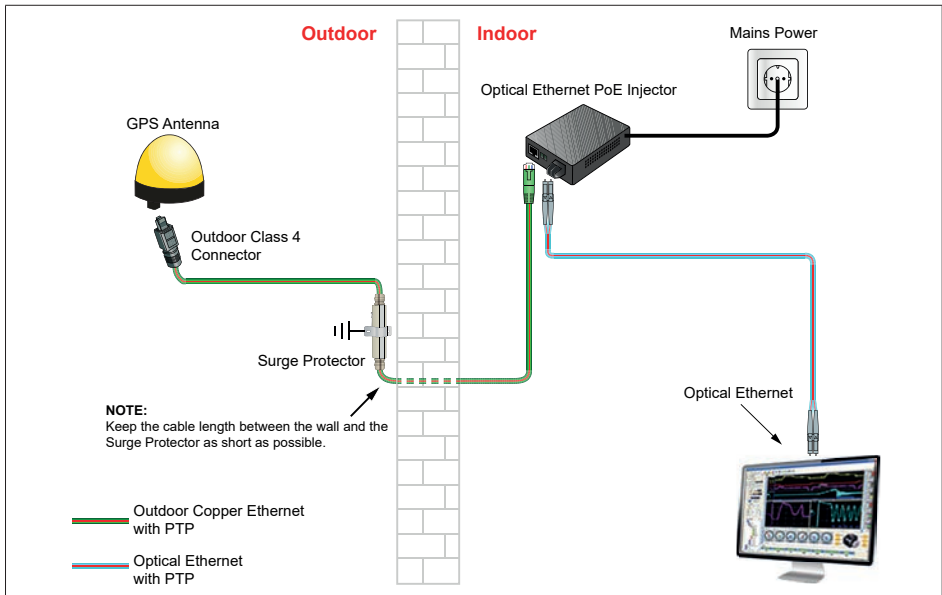 Outdoor
Indoor
Mains Power
Optical Ethernet PoE Injector
GPS Antenna
Outdoor Class 4
Connector
Surge Protector
NOTE:
Keep the cable length between the wall and the
Surge Protector as short as possible.
Optical Ethernet
Outdoor Copper Ethernet
with PTP
Optical Ethernet
with PTP